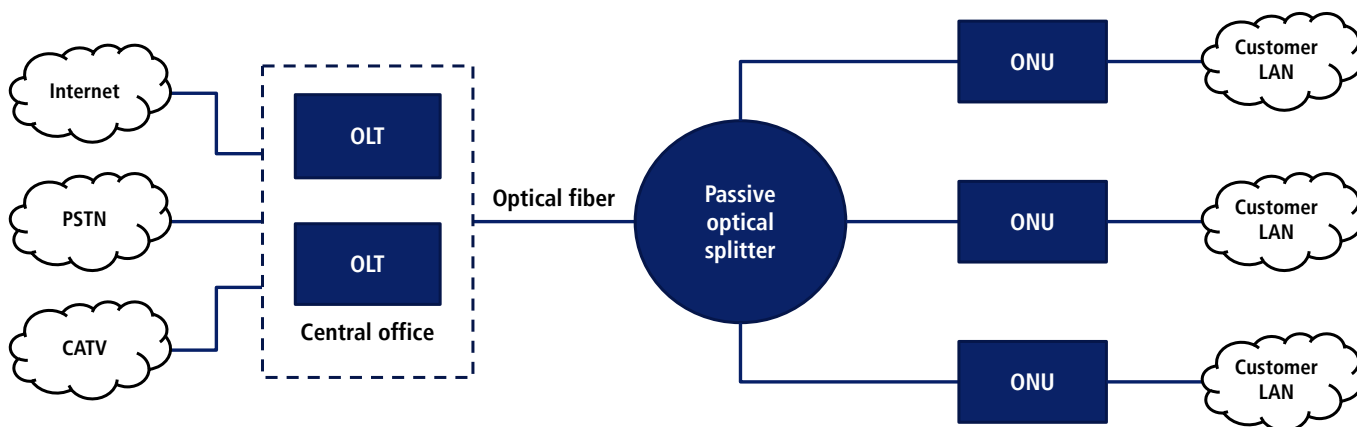 Internet
PSTN
CATV
OLT
OLT
Central office
Optical fiber
Passive
optical
splitter
ONU
Customer
LAN
ONU
Customer
LAN
ONU
Customer
LAN